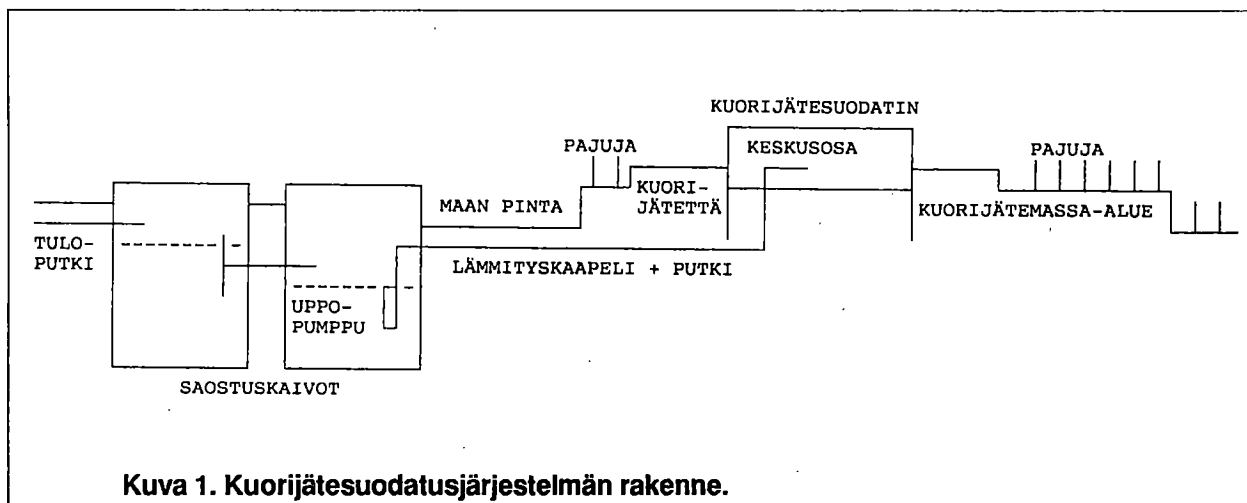 KUORIJÄTESUODATIN
PAJUJA
KESKUSOSA
PAJUJA
KUORI-
JÄTETTÄ
MAAN PINTA
KUORIJÄTEMASSA-ALUE
TULO-
PUTKI
LÄMMITYSKAAPELI + PUTKI
UPPO-
PUMPPU
SAOSTUSKAIVOT
Kuva 1. Kuorijätesuodatusjärjestelmän rakenne.